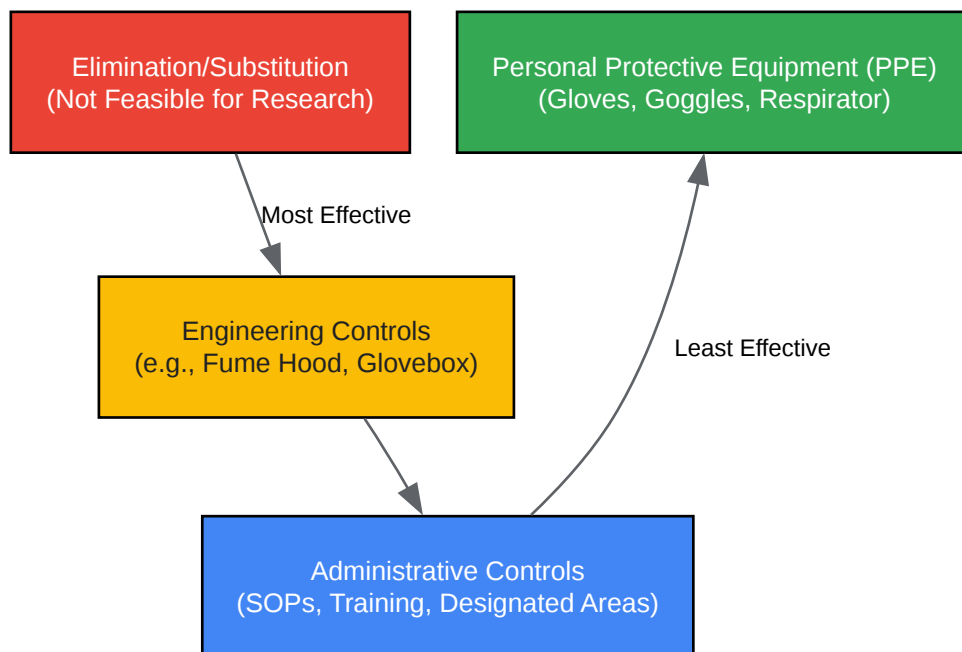 Elimination/Substitution
(Not Feasible for Research)
Personal Protective Equipment (PPE)
(Gloves, Goggles, Respirator)
Most Effective
Engineering Controls
(e.g., Fume Hood, Glovebox)
Least Effective
Administrative Controls
(SOPs, Training, Designated Areas)